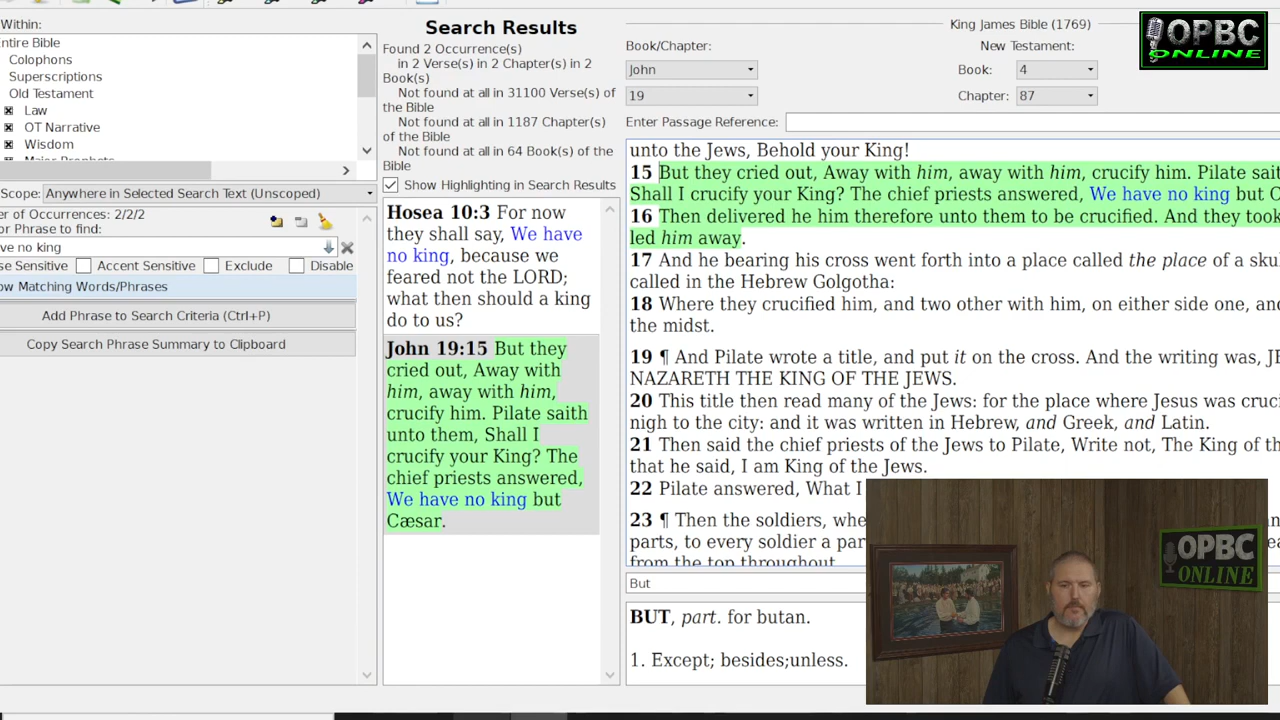 Within:
ntire Bible
Colophons
Superscriptions
Old Testament
Law
OT Narrative
Wisdom
Major Prophets
Scope: Anywhere in Selected Search Text (Unscoped)
er of Occurrences: 2/2/2
or Phrase to find:
ve no king
se Sensitive Accent Sensitive Exclude Disable
ow Matching Words/Phrases
Add Phrase to Search Criteria (Ctrl+P)
Copy Search Phrase Summary to Clipboard
Search Results
Found 2 Occurrence(s)
in 2 Verse(s) in 2 Chapter(s) in 2
Book(s)
Not found at all in 31100 Verse(s) of
the Bible
Not found at all in 1187 Chapter(s)
of the Bible
Not found at all in 64 Book(s) of the
Bible
Show Highlighting in Search Results
Hosea 10:3 For now
they shall say, We have
no king, because we
feared not the LORD;
what then should a king
do to us?
John 19:15 But they
cried out, Away with
him, away with him,
crucify him. Pilate saith
unto them, Shall I
crucify your King? The
chief priests answered,
We have no king but
Cæsar.
King James Bible (1769)
Book/Chapter:
New Testament:
John
Book: 4
19
Chapter: 87
Enter Passage Reference:
unto the Jews, Behold your King!
15 But they cried out, Away with him, away with him, crucify him. Pilate sait
Shall I crucify your King? The chief priests answered, We have no king but C
16 Then delivered he him therefore unto them to be crucified. And they took
led him away.
17 And he bearing his cross went forth into a place called the place of a sku
called in the Hebrew Golgotha:
18 Where they crucified him, and two other with him, on either side one, and
the midst.
19 ¶ And Pilate wrote a title, and put it on the cross. And the writing was, JE
NAZARETH THE KING OF THE JEWS.
20 This title then read many of the Jews: for the place where Jesus was cruci
nigh to the city: and it was written in Hebrew, and Greek, and Latin.
21 Then said the chief priests of the Jews to Pilate, Write not, The King of th
that he said, I am King of the Jews.
22 Pilate answered, What I
23 ¶ Then the soldiers, whe
parts, to every soldier a par
from the top throughout.
But
BUT, part. for butan.
1. Except; besides;unless.
OPBC
ONLINE
OPBC
ONLINE